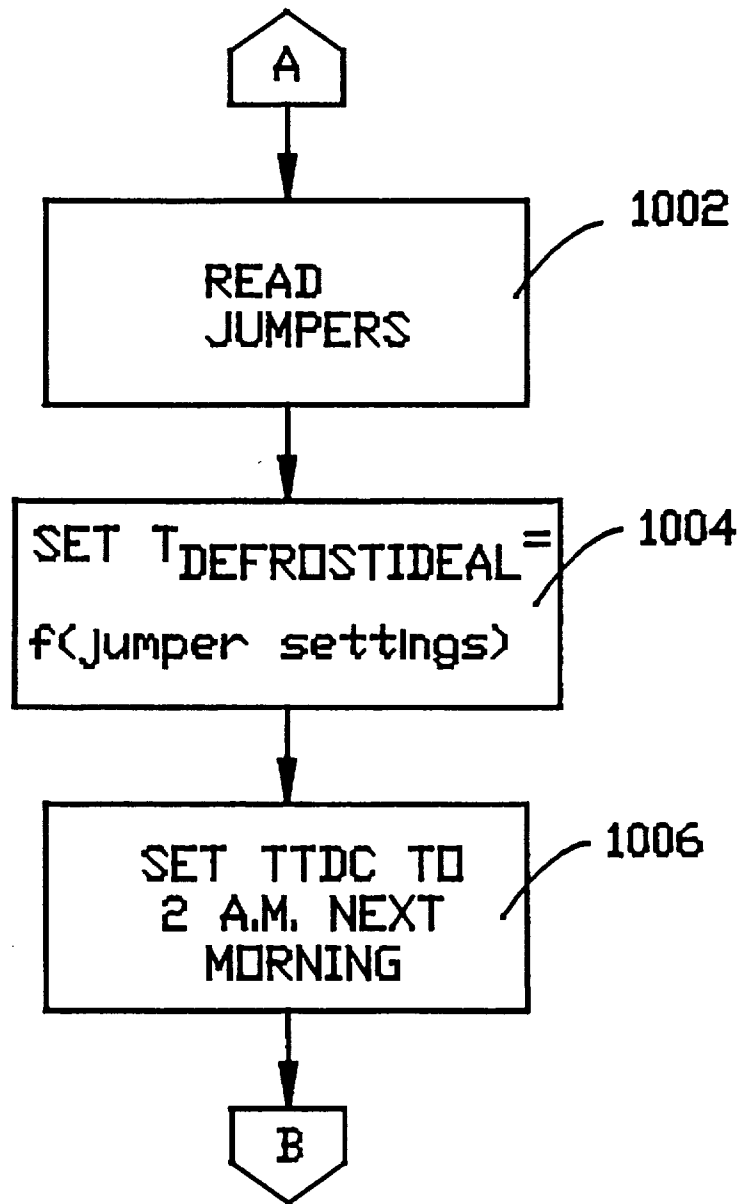 A
READ
JUMPERS
1002
SET TDEFROSTIDEAL=
f(jumper settings)
1004
SET TTDC TO
2 A.M. NEXT
MORNING
1006
B